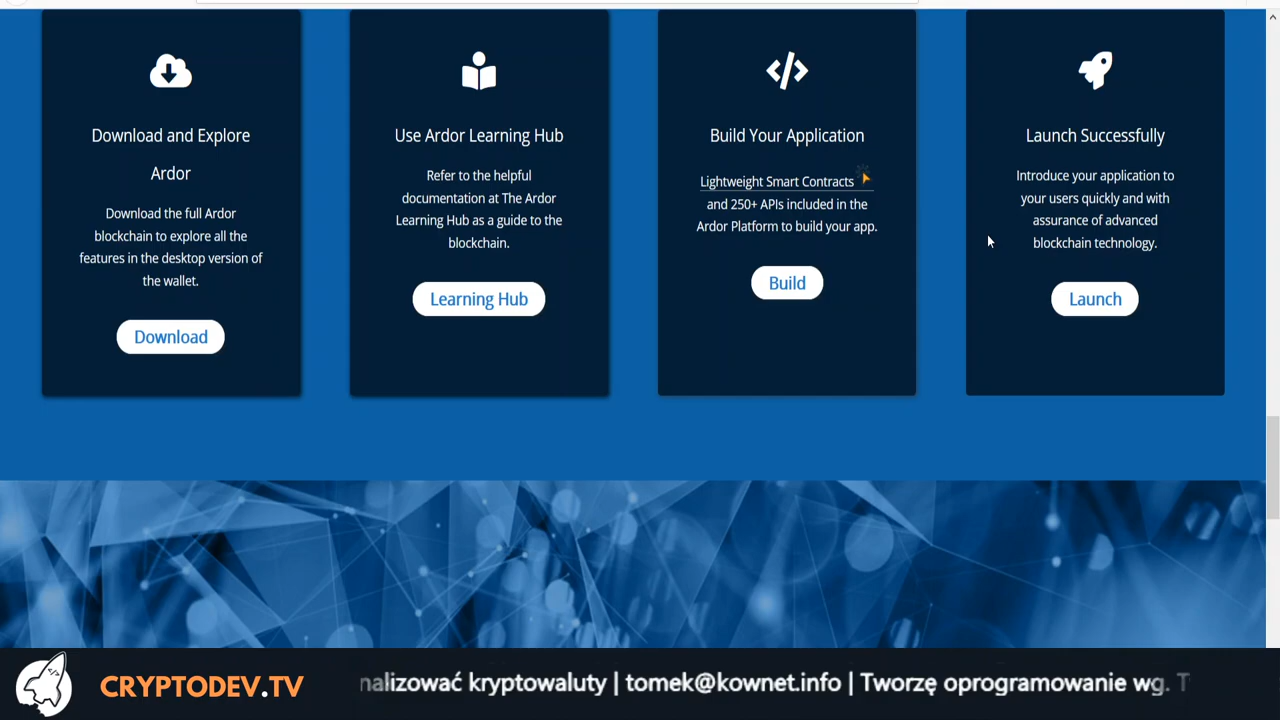 Download and Explore
Ardor
Download the full Ardor
blockchain to explore all the
features in the desktop version of
the wallet.
Download
Use Ardor Learning Hub
Refer to the helpful
documentation at The Ardor
Learning Hub as a guide to the
blockchain.
Learning Hub
Build Your Application
Lightweight Smart Contracts
and 250+ APIs included in the
Ardor Platform to build your app.
Build
Launch Successfully
Introduce your application to
your users quickly and with
assurance of advanced
blockchain technology.
Launch
CRYPTODEV.TV
nalizować kryptowaluty | tomek@kownet.info | Tworzę oprogramowanie wg. T